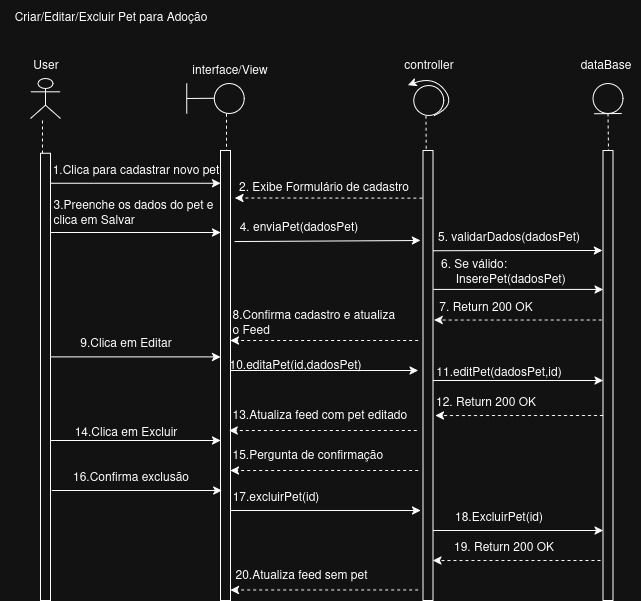 Criar/Editar/Excluir Pet para Adoção
User
interface/View
controller
dataBase
1.Clica para cadastrar novo pet
2. Exibe Formulário de cadastro
3.Preenche os dados do pet e
clica em Salvar
4. enviaPet(dadosPet)
5. validarDados(dadosPet)
6. Se válido:
InserePet(dadosPet)
7. Return 200 OK
8.Confirma cadastro e atualiza
o Feed
9.Clica em Editar
10.editaPet(id,dadosPet)
11.editPet(dadosPet,id)
12. Return 200 OK
13.Atualiza feed com pet editado
14.Clica em Excluir
15.Pergunta de confirmação
16.Confirma exclusão
17.excluirPet(id)
18.ExcluirPet(id)
19. Return 200 OK
20.Atualiza feed sem pet